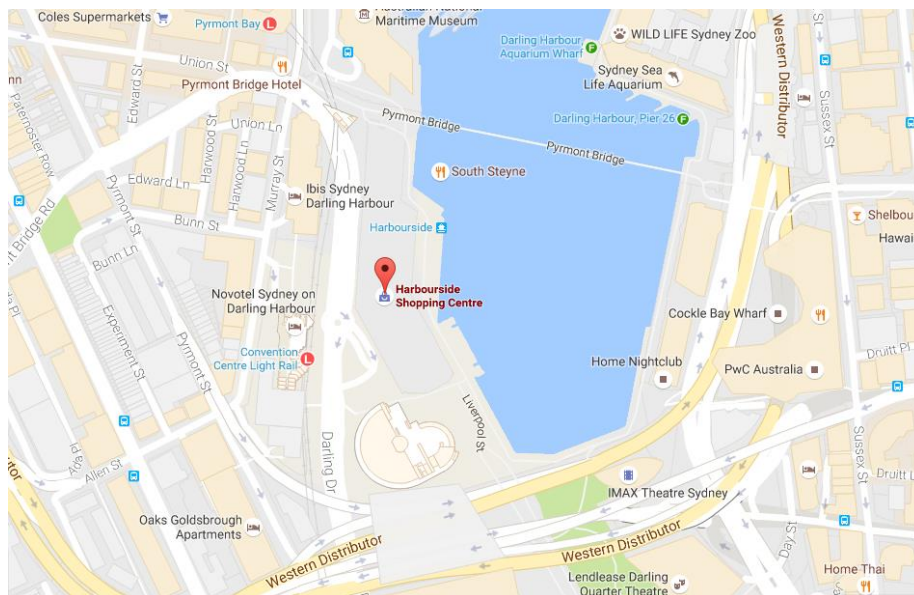 Coles Supermarkets
Pyrmont Bay
Australian National
Maritime Museum
Darling Harbour
Aquarium Wharf
WILD LIFE Sydney Zoo
Western Distributor
Sussex St
Edward St
Union St
Pyrmont Bridge Hotel
Sydney Sea
Life Aquarium
Paternoster Row
Harwood St
Union Ln
Pyrmont Bridge
Darling Harbour, Pier 26
Pyrmont Bridge
Harwood Ln
Murray St
Edward Ln
South Steyne
Pyrmont St
Ibis Sydney
Darling Harbour
Bunn St
Harbourside
Bridge Rd
Bunn Ln
Hawai
Harbourside
Shopping Centre
Novotel Sydney on
Darling Harbour
Cockle Bay Wharf
Experiment St
Pyrmont St
Convention
Centre Light Rail
Home Nightclub
PwC Australia
Druitt Pl
Liverpool St
Ada Pl
Allen St
Darling Dr
Sussex St
IMAX Theatre Sydney
Oaks Goldsbrough
Apartments
Day St
Western Distributor
Western Distributor
Lendlease Darling
Quarter Theatre
Home Thai